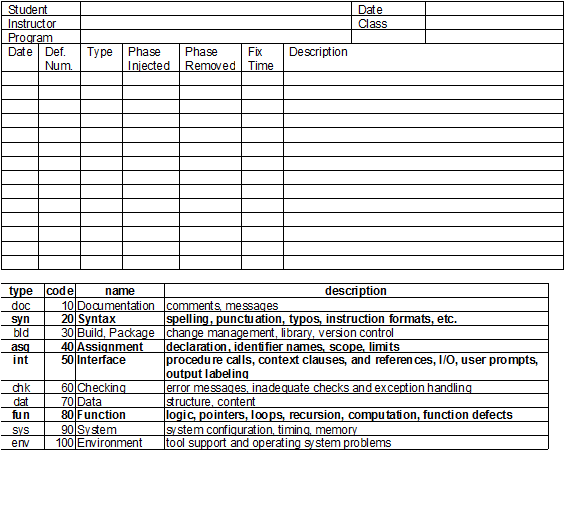 Student Date
Instructor Class
Program
Date Def. Type Phase Phase Fix Description
Num. Injected Removed Time
type code name description
doc 10 Documentation comments, messages
syn 20 Syntax spelling, punctuation, typos, instruction formats, etc.
bld 30 Build, Package change management, library, version control
asg 40 Assignment declaration, identifier names, scope, limits
int 50 Interface procedure calls, context clauses, and references, I/O, user prompts,
output labeling
chk 60 Checking error messages, inadequate checks and exception handling
dat 70 Data structure, content
fun 80 Function logic, pointers, loops, recursion, computation, function defects
sys 90 System system configuration, timing, memory
env 100 Environment tool support and operating system problems